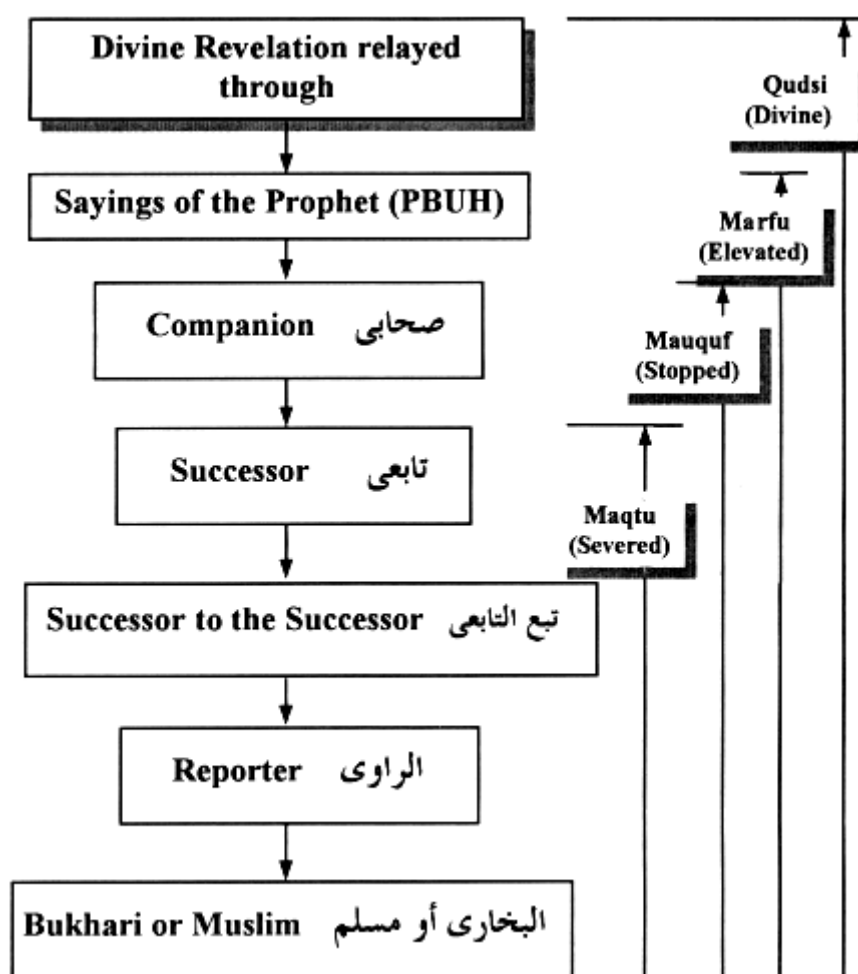 Divine Revelation relayed
through
Sayings of the Prophet (PBUH)
Companion صحابى
Successor تابعى
Successor to the Successor تبع التابعى
Reporter الراوى
Bukhari or Muslim البخارى أو مسلم
Qudsi
(Divine)
Marfu
(Elevated)
Mauquf
(Stopped)
Maqtu
(Severed)